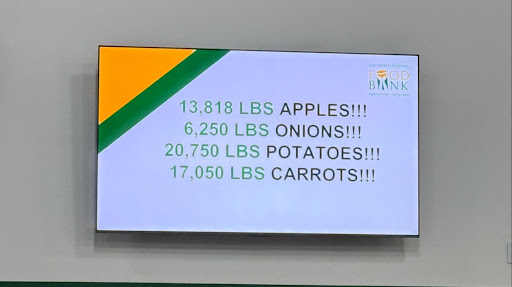 FOOD
BANK
13,818 LBS APPLES!!!
6,250 LBS ONIONS!!!
20,750 LBS POTATOES!!!
17,050 LBS CARROTS!!!